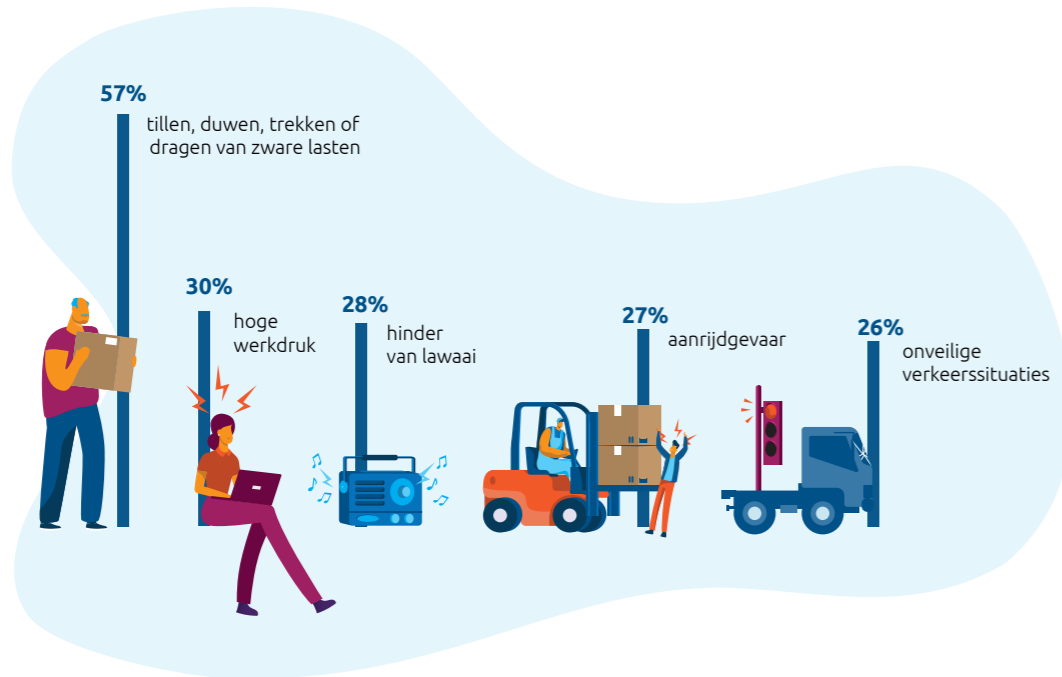 57%
tillen, duwen, trekken of
dragen van zware lasten
30%
hoge
werkdruk
28%
hinder
van lawaai
27%
aanrijdgevaar
26%
onveilige
verkeerssituaties